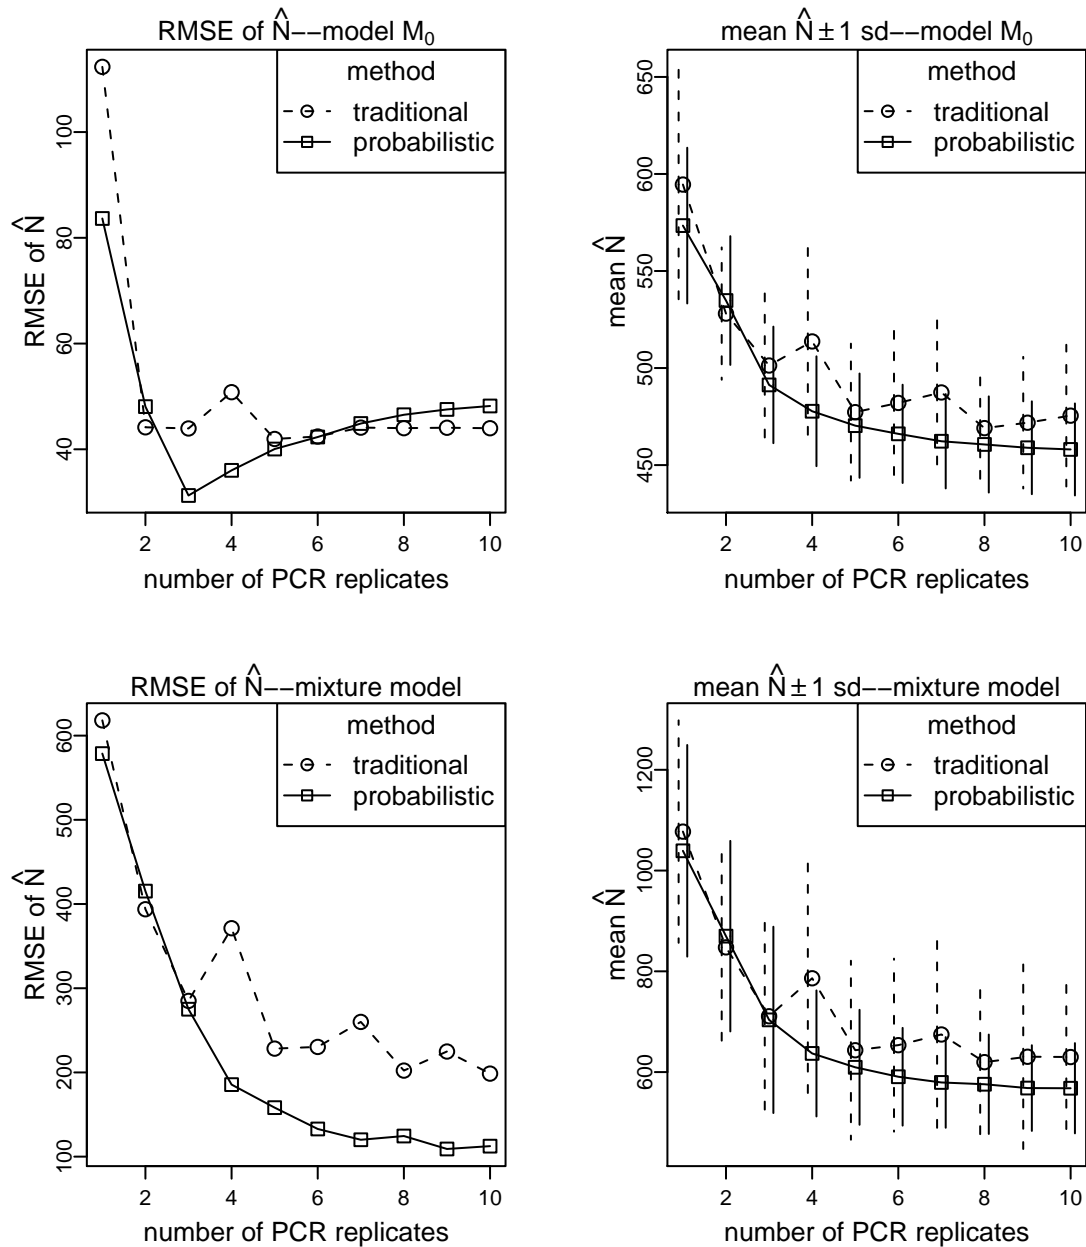 RMSE of N̂−−model M₀
method
traditional
probabilistic
RMSE of N̂
40 60 80 100
2 4 6 8 10
number of PCR replicates
mean N̂ ± 1 sd−−model M₀
method
traditional
probabilistic
mean N̂
450 500 550 600 650
2 4 6 8 10
number of PCR replicates
RMSE of N̂−−mixture model
method
traditional
probabilistic
RMSE of N̂
100 200 300 400 500 600
2 4 6 8 10
number of PCR replicates
mean N̂ ± 1 sd−−mixture model
method
traditional
probabilistic
mean N̂
600 800 1000 1200
2 4 6 8 10
number of PCR replicates